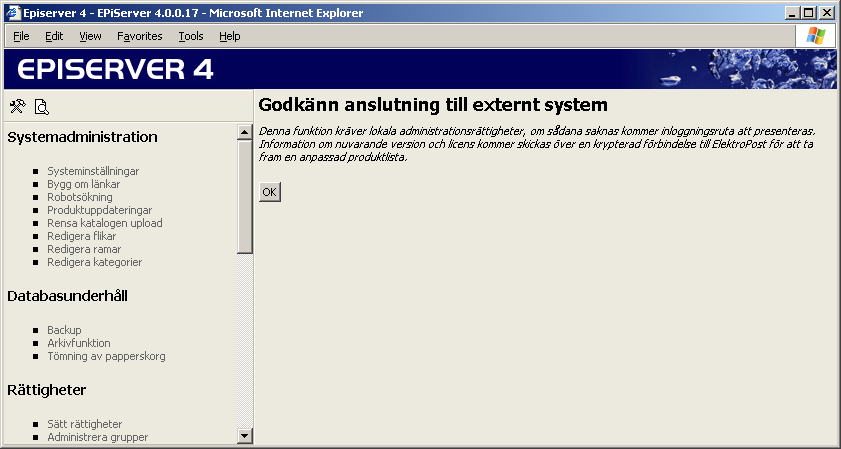 Episerver 4 - EPiServer 4.0.0.17 - Microsoft Internet Explorer
File Edit View Favorites Tools Help
EPISERVER 4
Systemadministration
Systeminställningar
Bygg om länkar
Robotsökning
Produktuppdateringar
Rensa katalogen upload
Redigera flikar
Redigera ramar
Redigera kategorier
Databasunderhåll
Backup
Arkivfunktion
Tömning av papperskorg
Rättigheter
Sätt rättigheter
Administrera grupper
Godkänn anslutning till externt system
Denna funktion kräver lokala administrationsrättigheter, om sådana saknas kommer inloggningsruta att presenteras.
Information om nuvarande version och licens kommer skickas över en krypterad förbindelse till ElektroPost för att ta
fram en anpassad produktlista.
OK